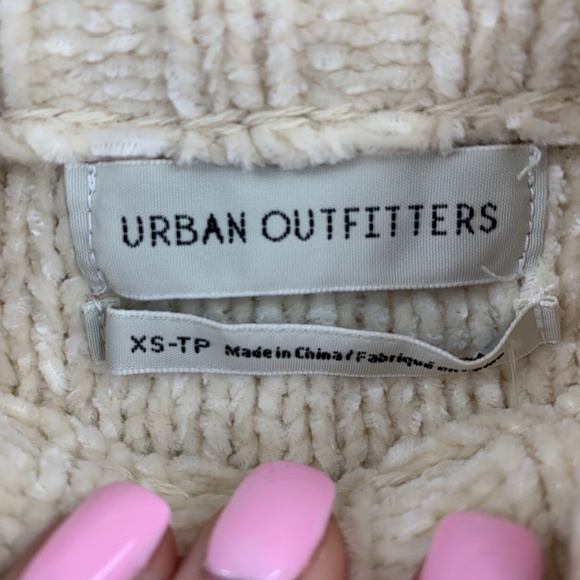 URBAN OUTFITTERS
XS-TP Made in China / Fabriqué